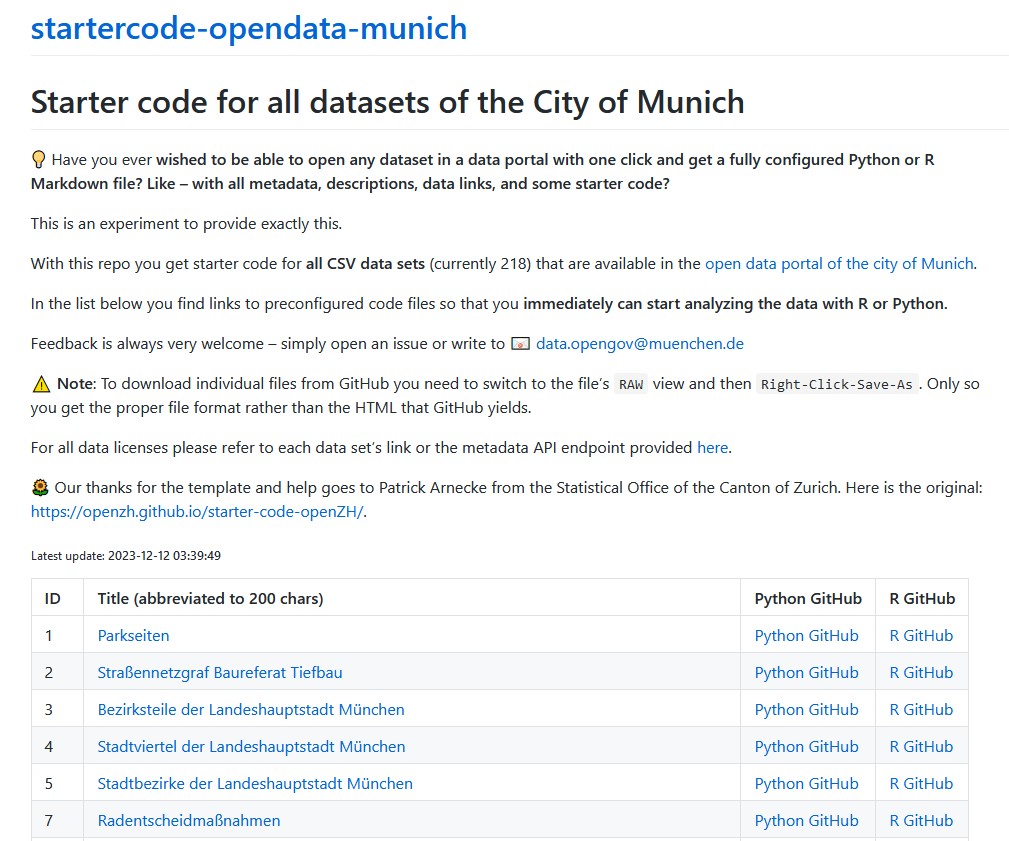 startercode-opendata-munich
Starter code for all datasets of the City of Munich
💡 Have you ever wished to be able to open any dataset in a data portal with one click and get a fully configured Python or R
Markdown file? Like – with all metadata, descriptions, data links, and some starter code?
This is an experiment to provide exactly this.
With this repo you get starter code for all CSV data sets (currently 218) that are available in the open data portal of the city of Munich.
In the list below you find links to preconfigured code files so that you immediately can start analyzing the data with R or Python.
Feedback is always very welcome – simply open an issue or write to 📧 data.opengov@muenchen.de
⚠️ Note: To download individual files from GitHub you need to switch to the file's RAW view and then Right-Click-Save-As. Only so
you get the proper file format rather than the HTML that GitHub yields.
For all data licenses please refer to each data set's link or the metadata API endpoint provided here.
🌻 Our thanks for the template and help goes to Patrick Arnecke from the Statistical Office of the Canton of Zurich. Here is the original:
https://openzh.github.io/starter-code-openZH/.
Latest update: 2023-12-12 03:39:49
ID Title (abbreviated to 200 chars) Python GitHub R GitHub
1 Parkseiten Python GitHub R GitHub
2 Straßennetzgraf Baureferat Tiefbau Python GitHub R GitHub
3 Bezirksteile der Landeshauptstadt München Python GitHub R GitHub
4 Stadtviertel der Landeshauptstadt München Python GitHub R GitHub
5 Stadtbezirke der Landeshauptstadt München Python GitHub R GitHub
7 Radentscheidmaßnahmen Python GitHub R GitHub